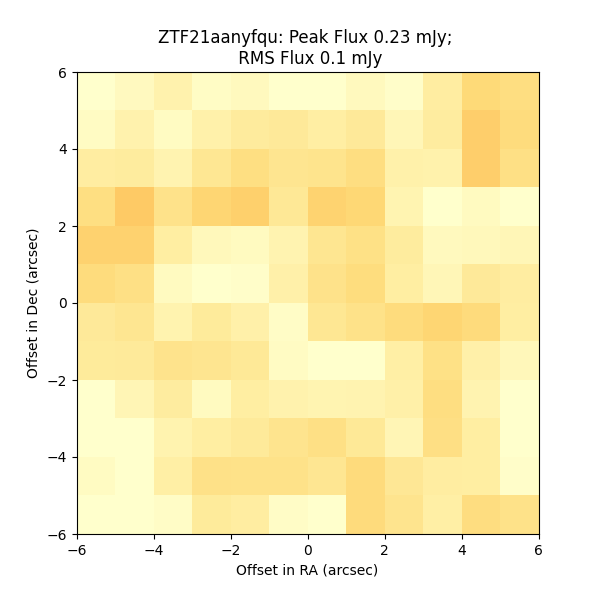 ZTF21aanyfqu: Peak Flux 0.23 mJy;
RMS Flux 0.1 mJy
6
4
2
0
−2
−4
−6
Offset in Dec (arcsec)
−6 −4 −2 0 2 4 6
Offset in RA (arcsec)